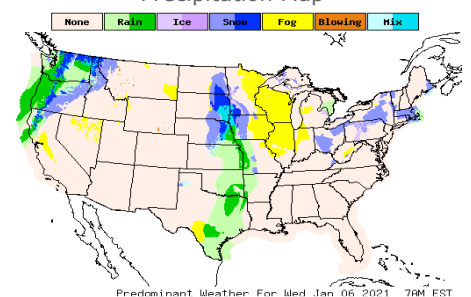 Precipitation Map
None Rain Ice Snow Fog Blowing Mix
Predominant Weather For Wed Jan 06 2021 7AM EST